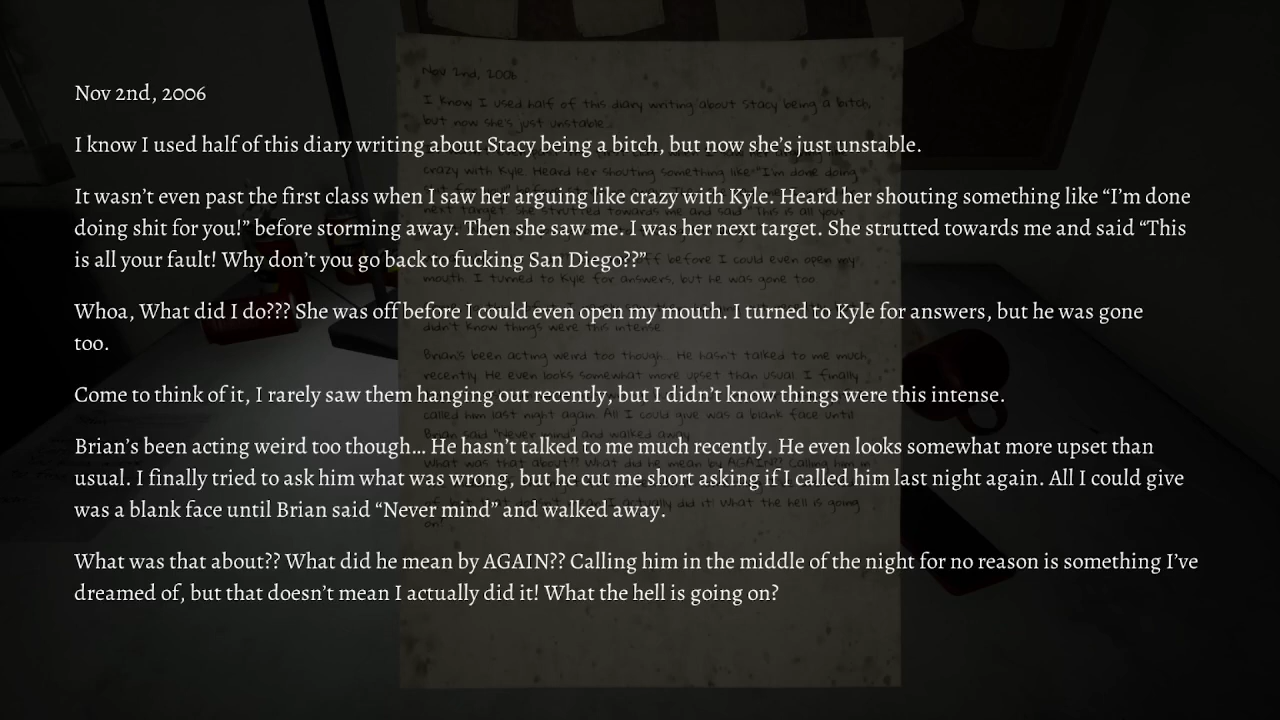 Nov 2nd, 2006
I know I used half of this diary writing about Stacy being a bitch, but now she's just unstable.
It wasn't even past the first class when I saw her arguing like crazy with Kyle. Heard her shouting something like “I'm done
doing shit for you!” before storming away. Then she saw me. I was her next target. She strutted towards me and said “This
is all your fault! Why don't you go back to fucking San Diego??”
Whoa, What did I do??? She was off before I could even open my mouth. I turned to Kyle for answers, but he was gone
too.
Come to think of it, I rarely saw them hanging out recently, but I didn't know things were this intense.
Brian's been acting weird too though... He hasn't talked to me much recently. He even looks somewhat more upset than
usual. I finally tried to ask him what was wrong, but he cut me short asking if I called him last night again. All I could give
was a blank face until Brian said “Never mind” and walked away.
What was that about?? What did he mean by AGAIN?? Calling him in the middle of the night for no reason is something I've
dreamed of, but that doesn't mean I actually did it! What the hell is going on?